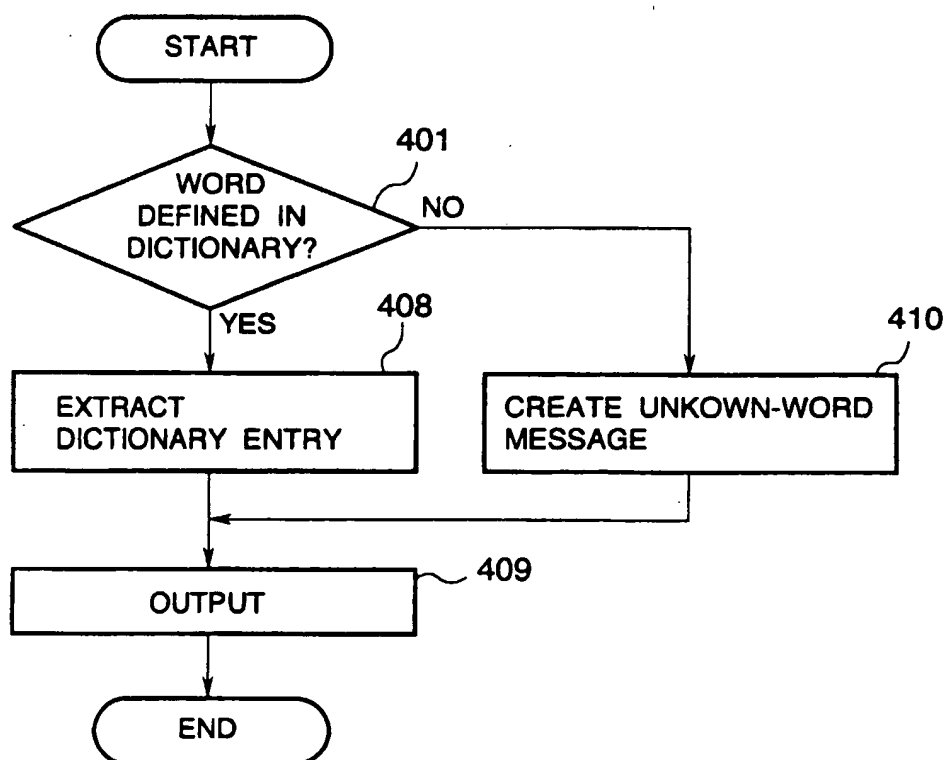 START
401
WORD
DEFINED IN
DICTIONARY?
NO
YES
408
410
EXTRACT
DICTIONARY ENTRY
CREATE UNKOWN-WORD
MESSAGE
409
OUTPUT
END